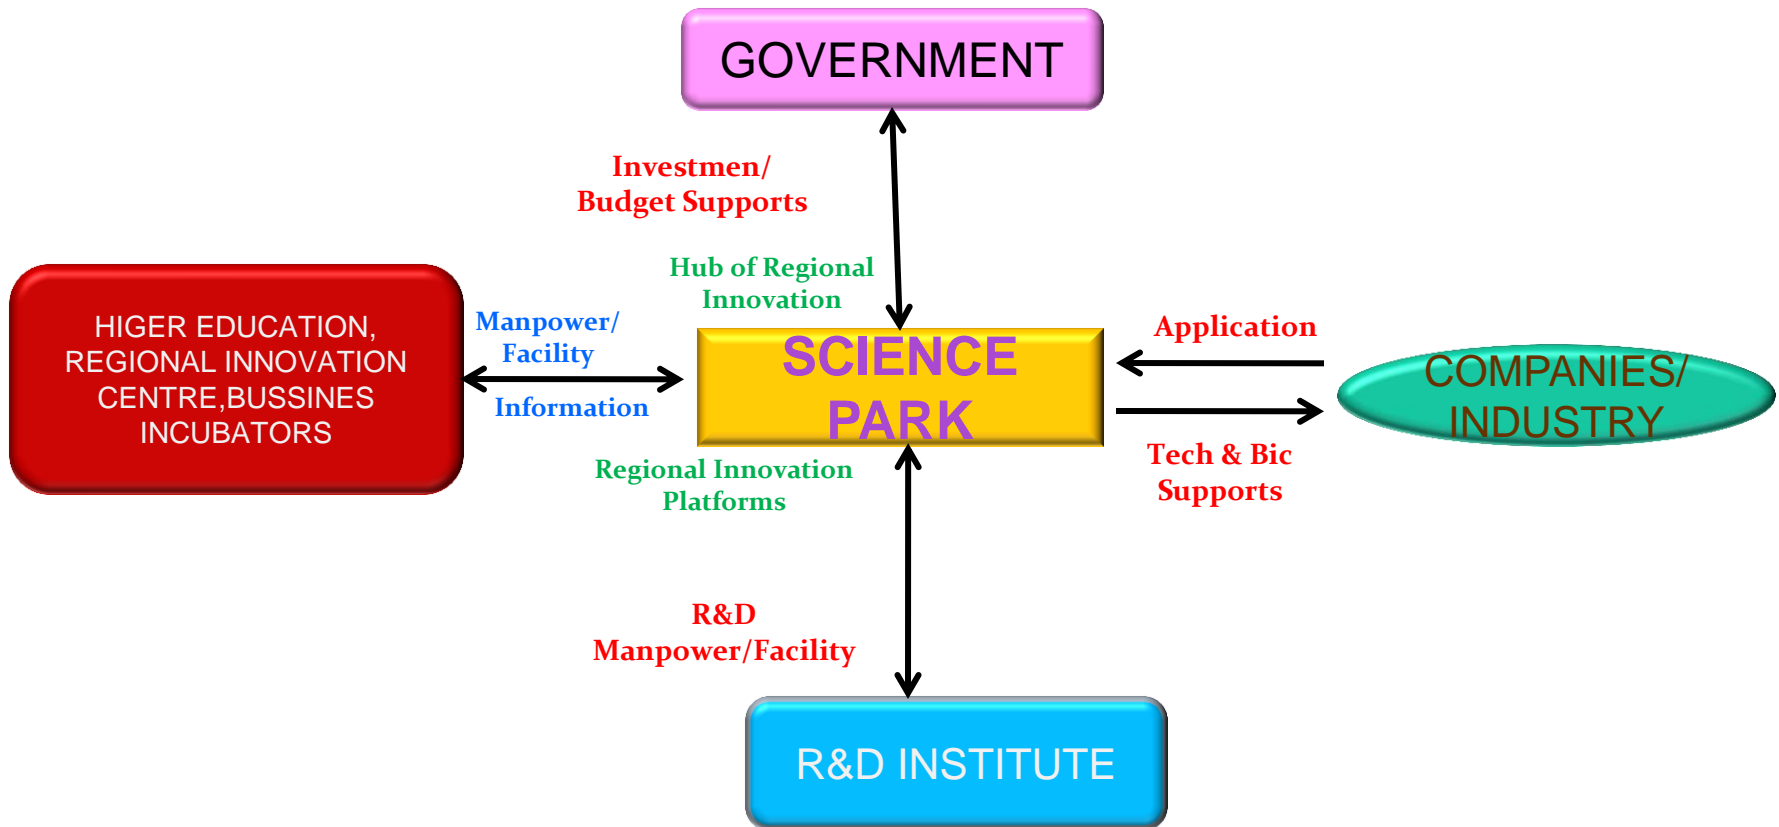 GOVERNMENT
Investmen/
Budget Supports
Hub of Regional
Innovation
HIGER EDUCATION,
REGIONAL INNOVATION
CENTRE,BUSSINES
INCUBATORS
Manpower/
Facility
Information
SCIENCE
PARK
Application
COMPANIES/
INDUSTRY
Tech & Bic
Supports
Regional Innovation
Platforms
R&D
Manpower/Facility
R&D INSTITUTE